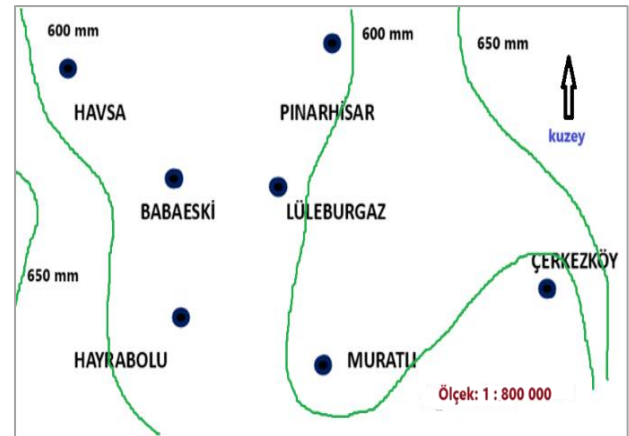 600 mm
600 mm
650 mm
HAVSA
PINARHİSAR
kuzey
BABAESKİ
LÜLEBURGAZ
ÇERKEZKÖY
650 mm
HAYRABOLU
MURATLI
Ölçek: 1 : 800 000